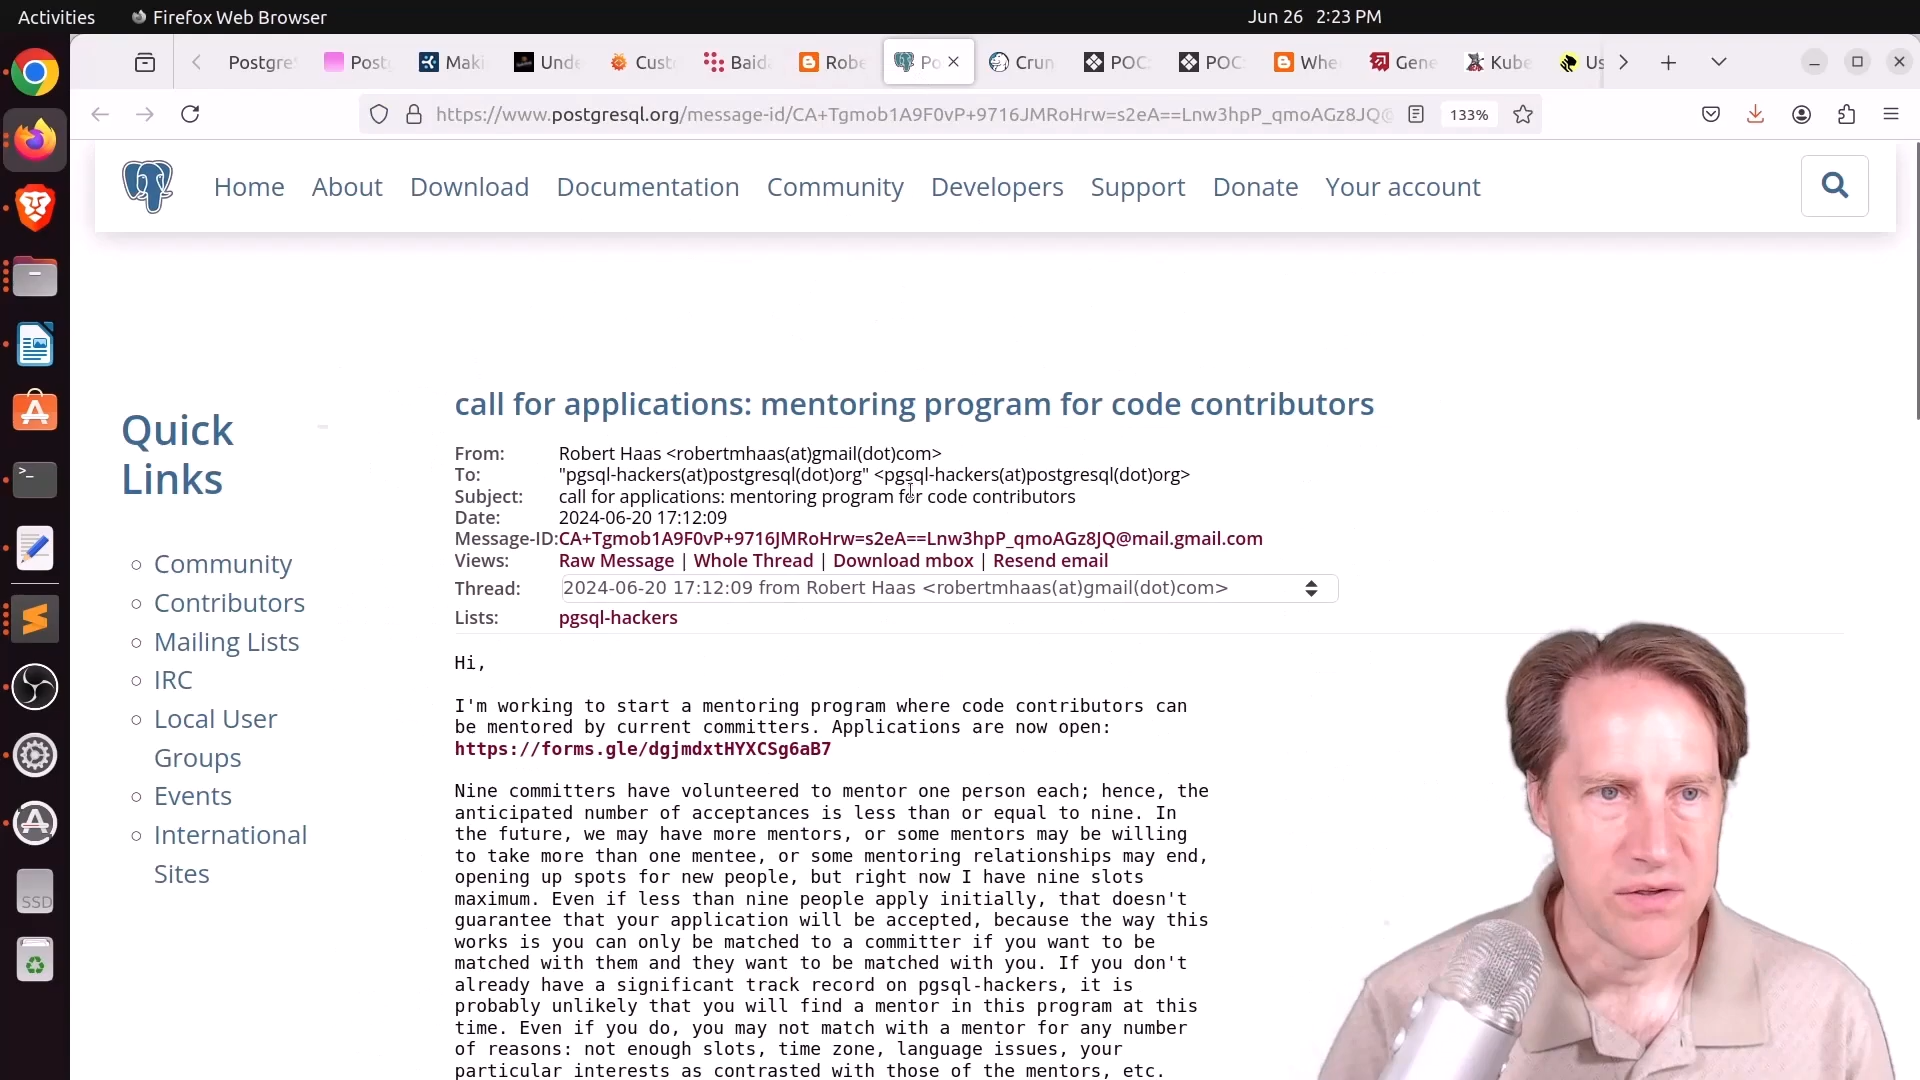 Activities
Firefox Web Browser
Jun 26 2:23 PM
Postgre
Postg
Maki
Unde
Custo
Baida
Robe
Po
Crun
POC
POC
Whe
Gene
Kube
Us
https://www.postgresql.org/message-id/CA+Tgmob1A9F0vP+9716JMRoHrw=s2eA==Lnw3hpP_qmoAGz8JQ@
133%
Home
About
Download
Documentation
Community
Developers
Support
Donate
Your account
Quick
Links
Community
Contributors
Mailing Lists
IRC
Local User
Groups
Events
International
Sites
call for applications: mentoring program for code contributors
From: Robert Haas <robertmhaas(at)gmail(dot)com>
To: "pgsql-hackers(at)postgresql(dot)org" <pgsql-hackers(at)postgresql(dot)org>
Subject: call for applications: mentoring program for code contributors
Date: 2024-06-20 17:12:09
Message-ID: CA+Tgmob1A9F0vP+9716JMRoHrw=s2eA==Lnw3hpP_qmoAGz8JQ@mail.gmail.com
Views: Raw Message | Whole Thread | Download mbox | Resend email
Thread: 2024-06-20 17:12:09 from Robert Haas <robertmhaas(at)gmail(dot)com>
Lists: pgsql-hackers
Hi,
I'm working to start a mentoring program where code contributors can
be mentored by current committers. Applications are now open:
https://forms.gle/dgjmdxtHYXCSg6aB7
Nine committers have volunteered to mentor one person each; hence, the
anticipated number of acceptances is less than or equal to nine. In
the future, we may have more mentors, or some mentors may be willing
to take more than one mentee, or some mentoring relationships may end,
opening up spots for new people, but right now I have nine slots
maximum. Even if less than nine people apply initially, that doesn't
guarantee that your application will be accepted, because the way this
works is you can only be matched to a committer if you want to be
matched with them and they want to be matched with you. If you don't
already have a significant track record on pgsql-hackers, it is
probably unlikely that you will find a mentor in this program at this
time. Even if you do, you may not match with a mentor for any number
of reasons: not enough slots, time zone, language issues, your
particular interests as contrasted with those of the mentors, etc.
SSD